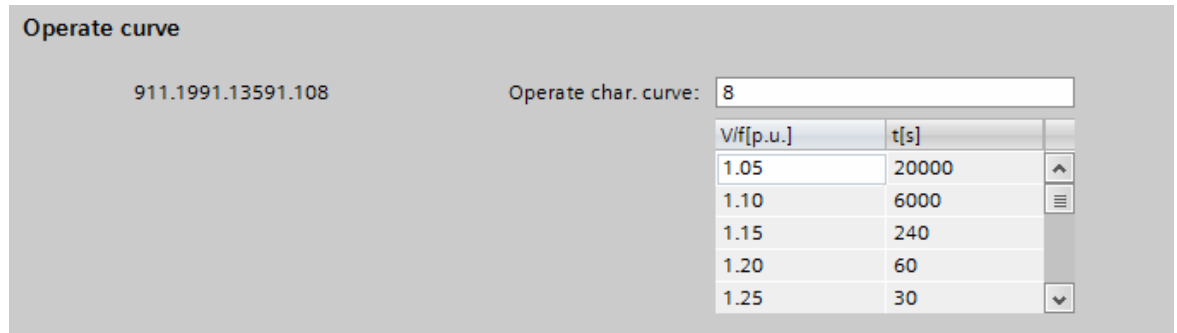 Operate curve
911.1991.13591.108 Operate char. curve: 8
V/f[p.u.] t[s]
1.05 20000
1.10 6000
1.15 240
1.20 60
1.25 30